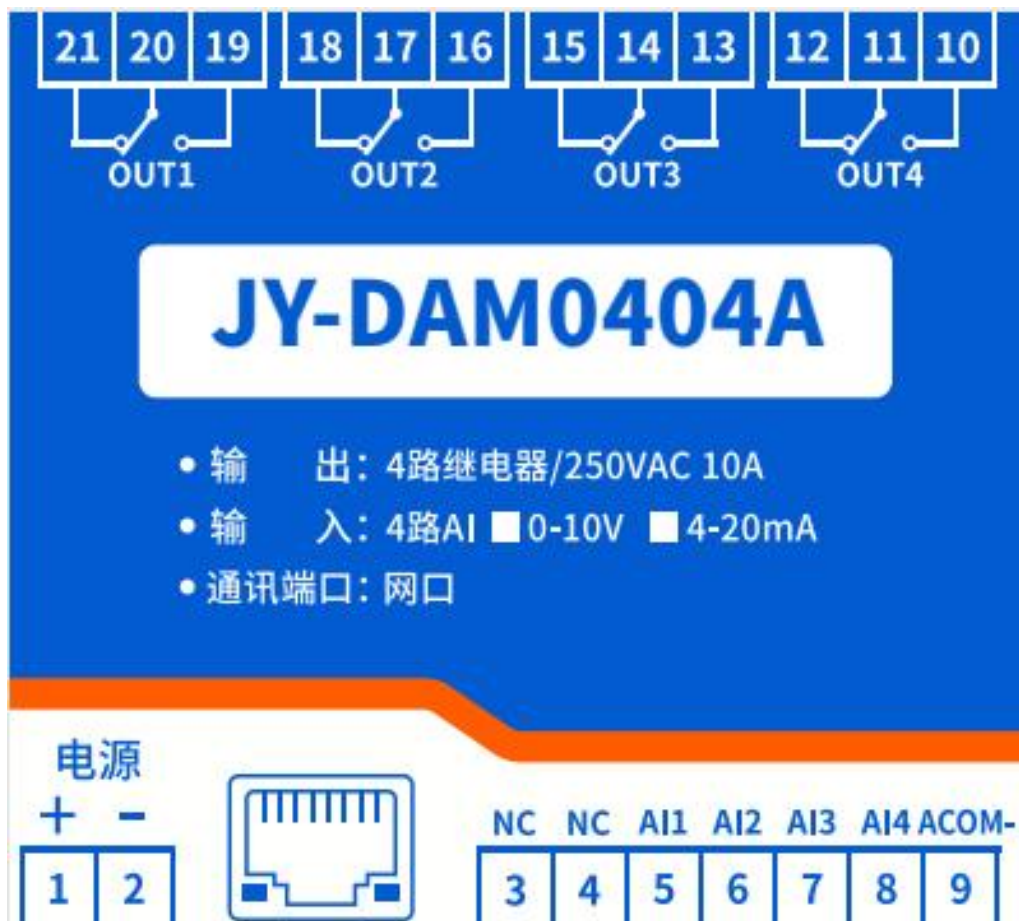 21 20 19 18 17 16 15 14 13 12 11 10
OUT1 OUT2 OUT3 OUT4
JY-DAM0404A
• 输 出：4路继电器/250VAC 10A
• 输 入：4路AI ■0-10V ■4-20mA
• 通讯端口：网口
电源
+ -
NC NC AI1 AI2 AI3 AI4 ACOM-
1 2 3 4 5 6 7 8 9